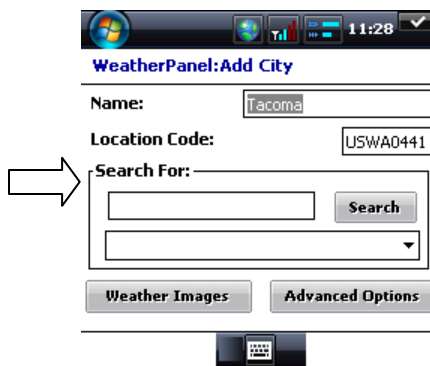 11:28
WeatherPanel:Add City
Name: Tacoma
Location Code: USWA0441
Search For:
Search
Weather Images Advanced Options